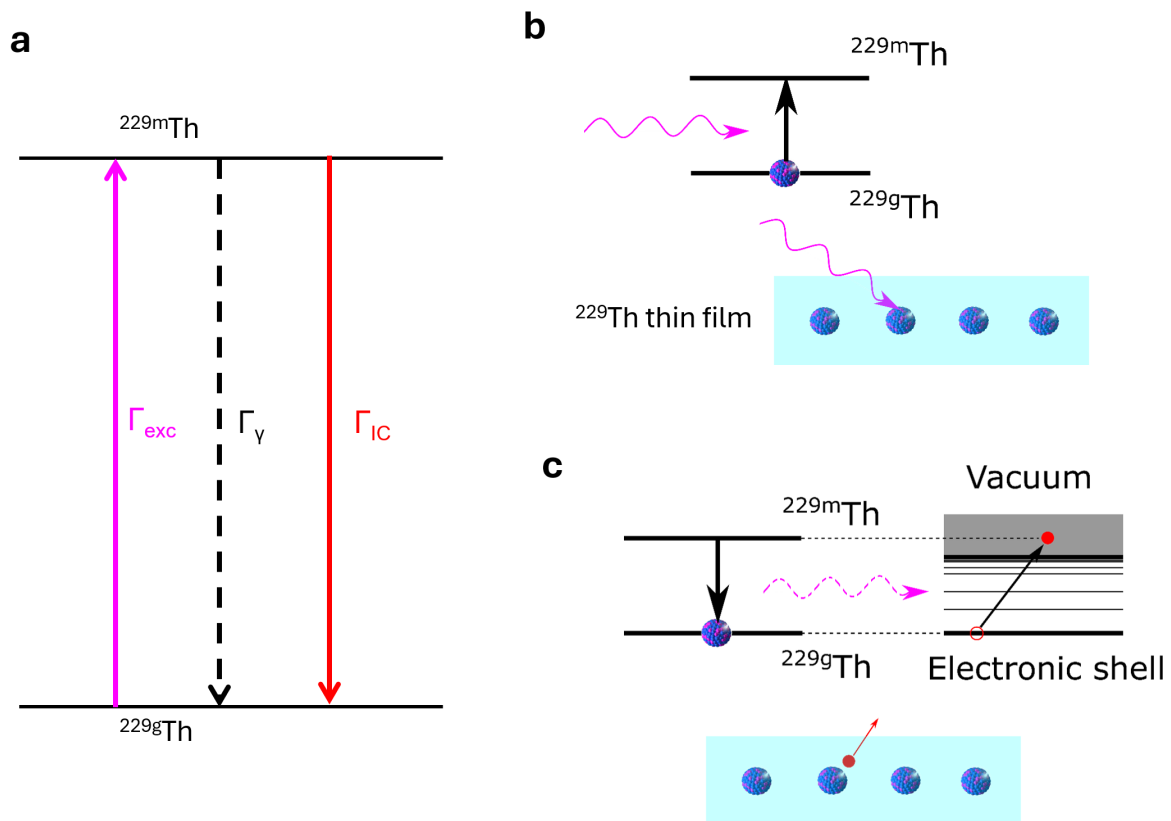 a
²²⁹ᵐTh
Γexc
Γγ
ΓIC
²²⁹ᵍTh
b
²²⁹ᵐTh
²²⁹ᵍTh
²²⁹Th thin film
c
Vacuum
²²⁹ᵐTh
²²⁹ᵍTh
Electronic shell